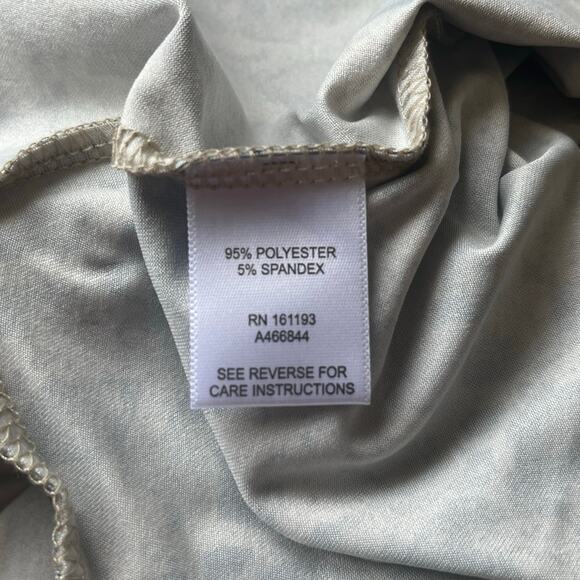 95% POLYESTER
5% SPANDEX
RN 161193
A466844
SEE REVERSE FOR
CARE INSTRUCTIONS